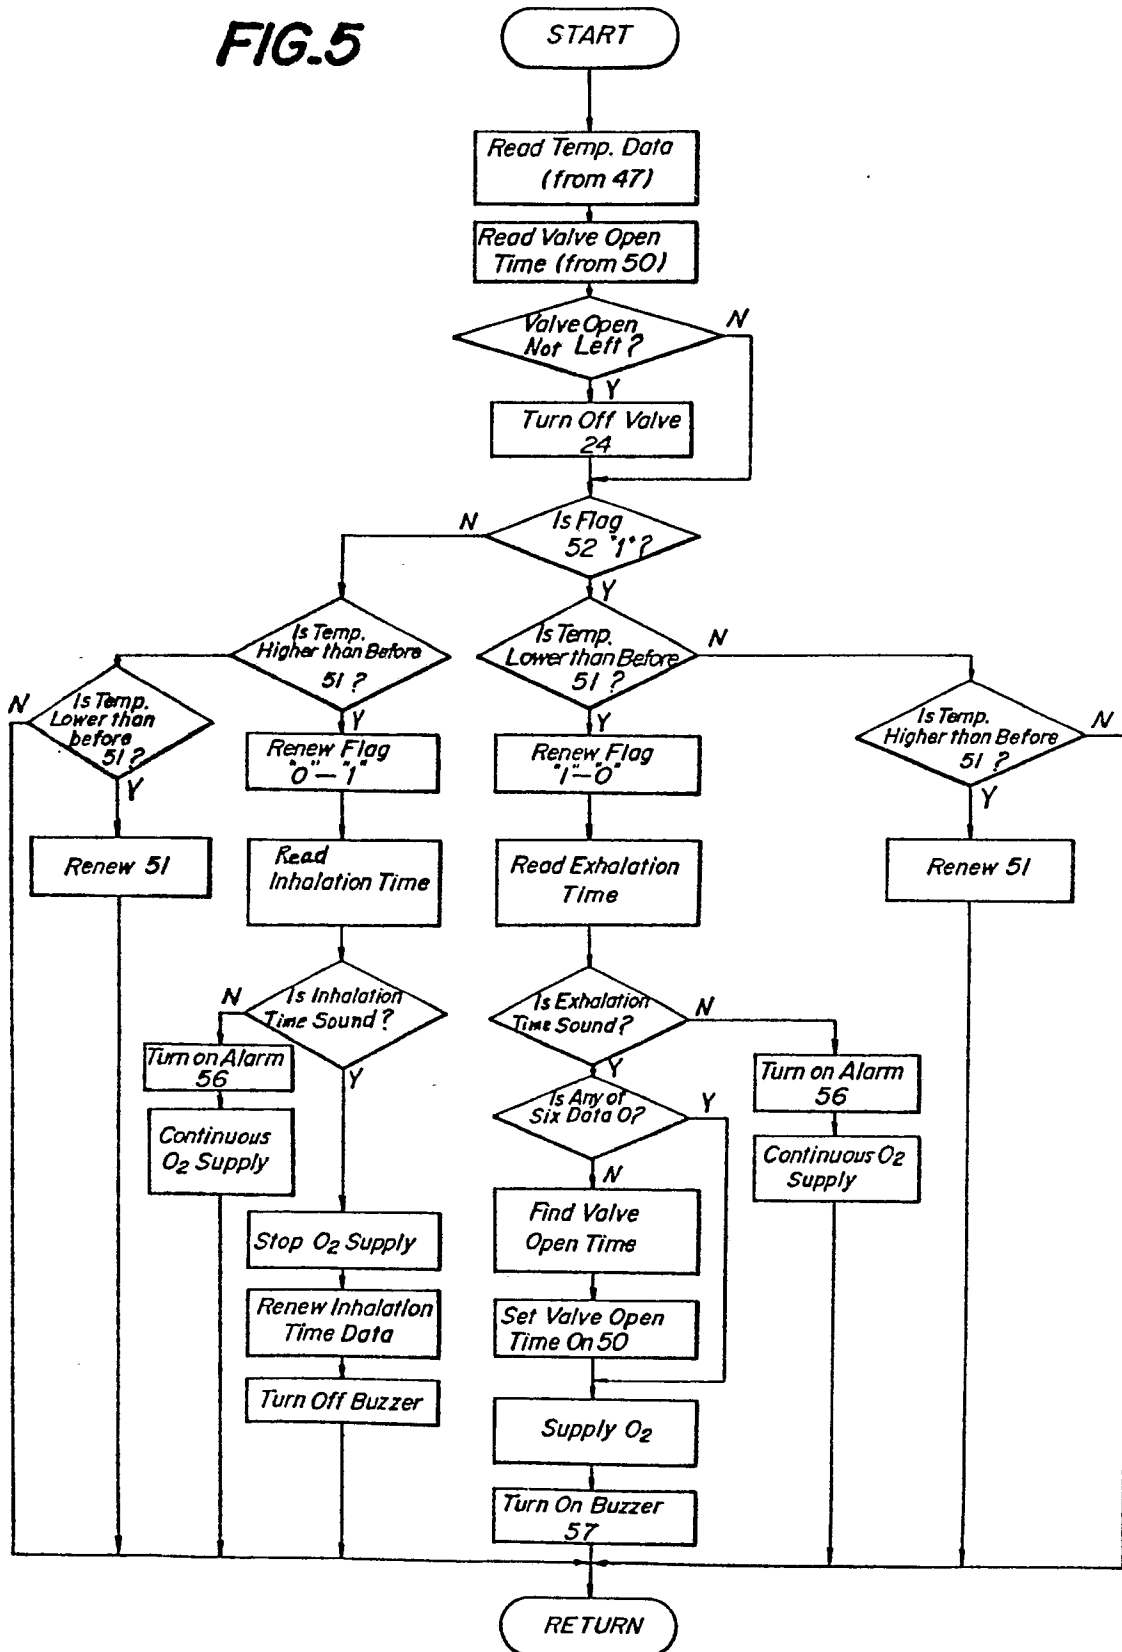 FIG.5
START
Read Temp. Data
(from 47)
Read Valve Open
Time (from 50)
Valve Open
Not Left?
N
Y
Turn Off Valve
24
Is Flag
52 "1"?
N
Y
Is Temp.
Higher than Before
51?
Y
Is Temp.
Lower than Before
51?
N
Y
Is Temp.
Lower than
before
51?
N
Y
Is Temp.
Higher than Before
51?
N
Y
Renew Flag
"0"—"1"
Renew Flag
"1"—"0"
Renew 51
Read
Inhalation Time
Read Exhalation
Time
Renew 51
Is Inhalation
Time Sound?
N
Y
Is Exhalation
Time Sound?
N
Y
Turn on Alarm
56
Continuous
O2 Supply
Is Any of
Six Data 0?
Y
N
Turn on Alarm
56
Continuous O2
Supply
Stop O2 Supply
Find Valve
Open Time
Renew Inhalation
Time Data
Set Valve Open
Time On 50
Turn Off Buzzer
Supply O2
Turn On Buzzer
57
RETURN